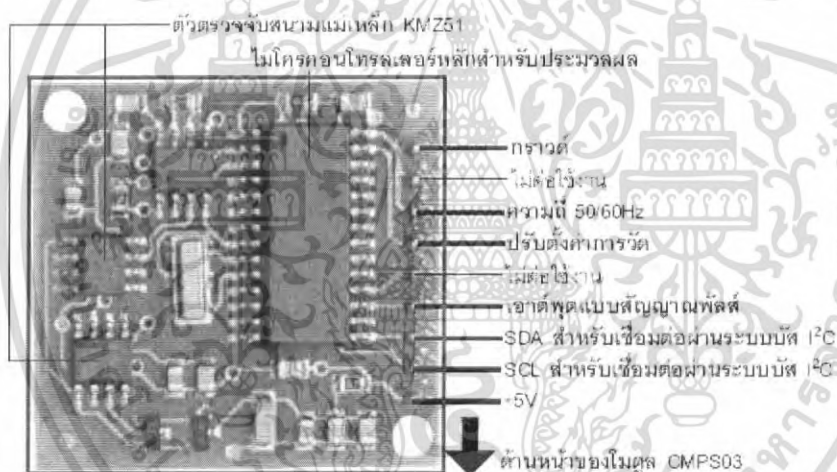 ตัวตรวจจับสนามแม่เหล็ก KMZ51
ไมโครคอนโทรลเลอร์หลักสำหรับประมวลผล
กราวด์
ไม่ต่อใช้งาน
ความถี่ 50/60Hz
ปรับตั้งค่าการวัด
ไม่ต่อใช้งาน
เอาต์พุตแบบสัญญาณพัลส์
SDA สำหรับเชื่อมต่อผ่านระบบบัส I²C
SCL สำหรับเชื่อมต่อผ่านระบบบัส I²C
-5V
ด้านหน้าของโมดูล CMPS03